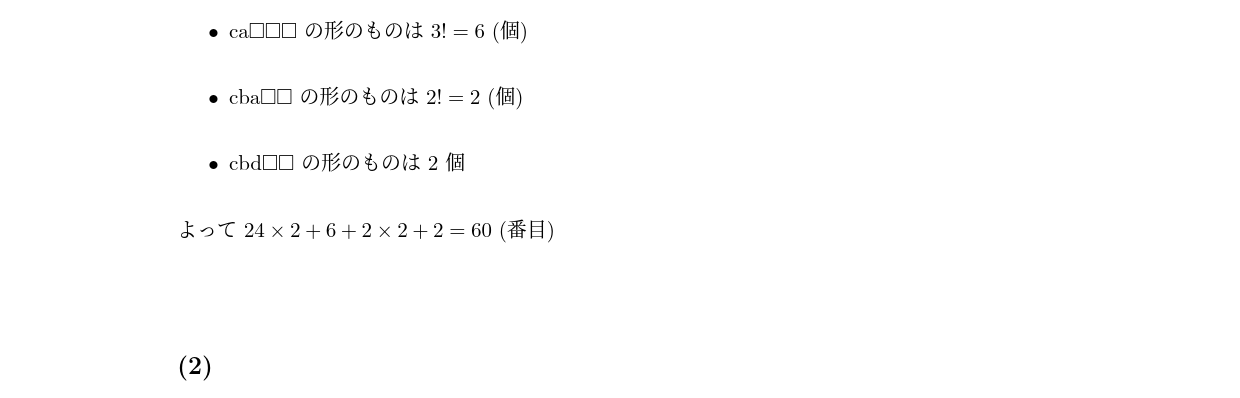 • ca□□□ の形のものは 3! = 6 (個)
• cba□□ の形のものは 2! = 2 (個)
• cbd□□ の形のものは 2 個
よって 24 × 2 + 6 + 2 × 2 + 2 = 60 (番目)
(2)